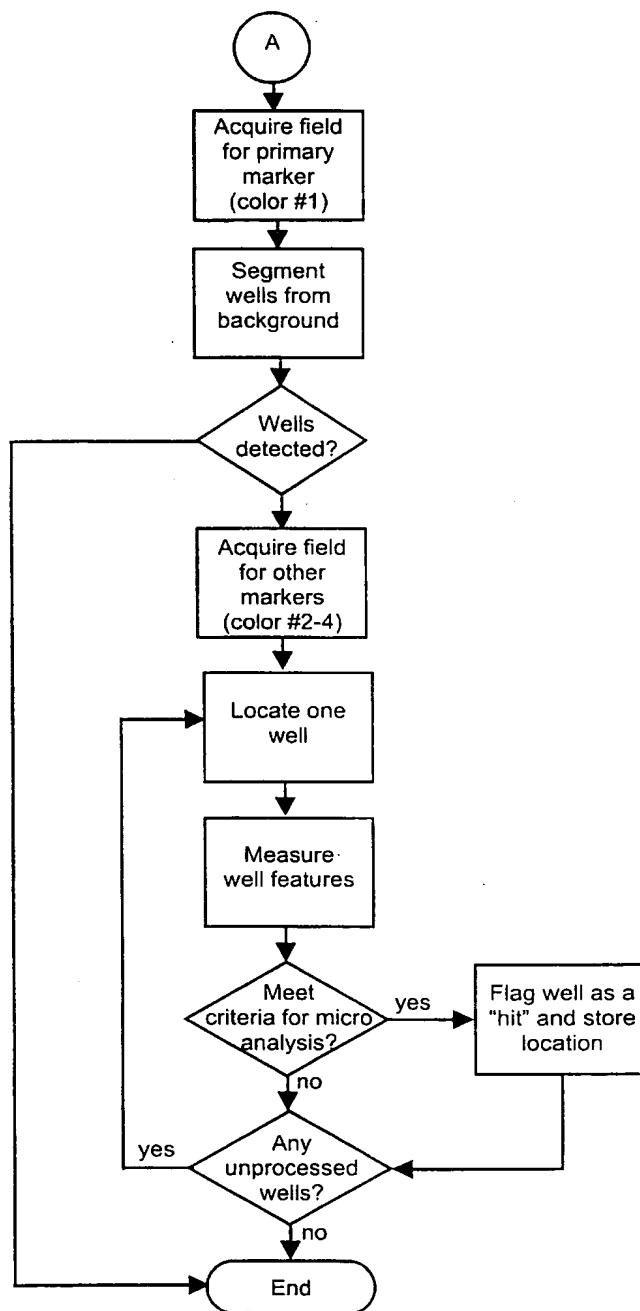 A
Acquire field
for primary
marker
(color #1)
Segment
wells from
background
Wells
detected?
Acquire field
for other
markers
(color #2-4)
Locate one
well
Measure
well features
Meet
criteria for micro
analysis?
yes
Flag well as a
"hit" and store
location
no
yes
Any
unprocessed
wells?
no
End